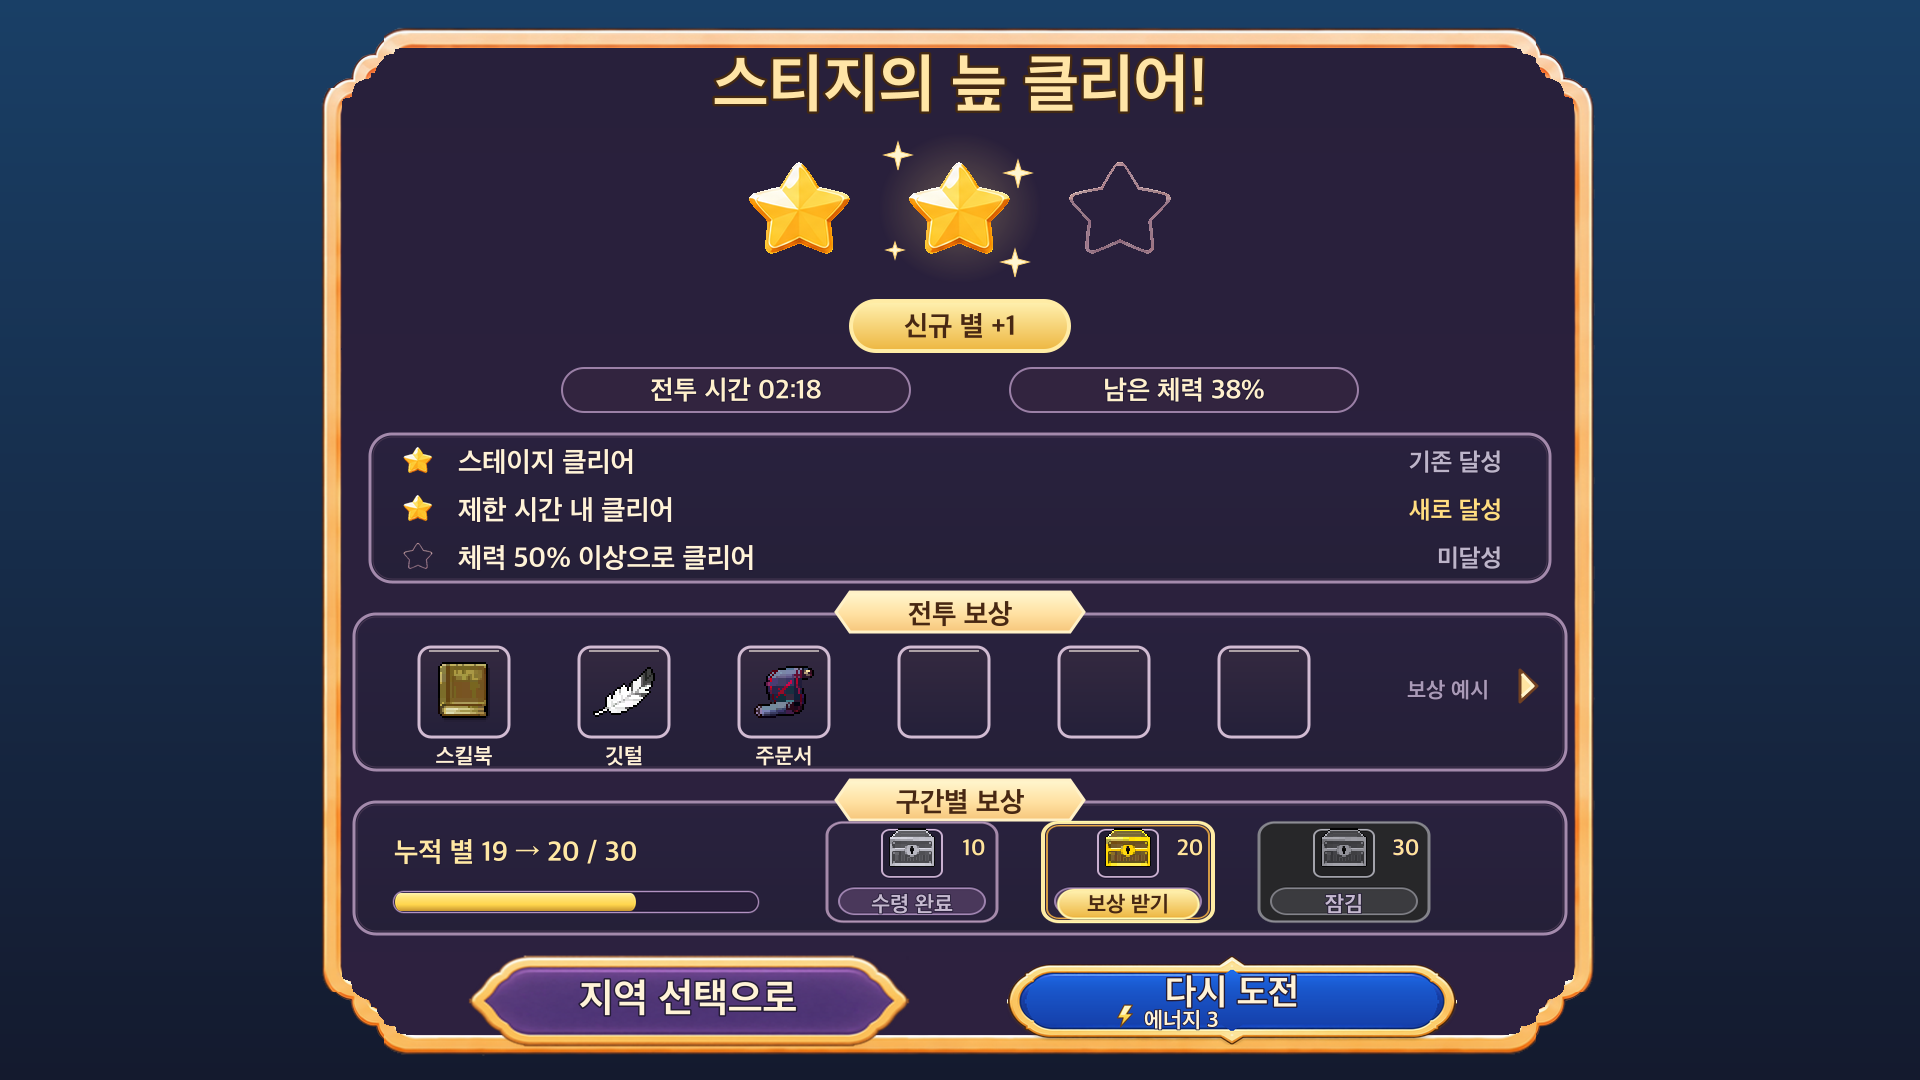 스티지의 늪 클리어!
신규 별 +1
전투 시간 02:18
남은 체력 38%
스테이지 클리어
기존 달성
제한 시간 내 클리어
새로 달성
체력 50% 이상으로 클리어
미달성
전투 보상
스킬북
깃털
주문서
보상 예시
구간별 보상
누적 별 19 → 20 / 30
10
수령 완료
20
보상 받기
30
잠김
지역 선택으로
다시 도전
에너지 3